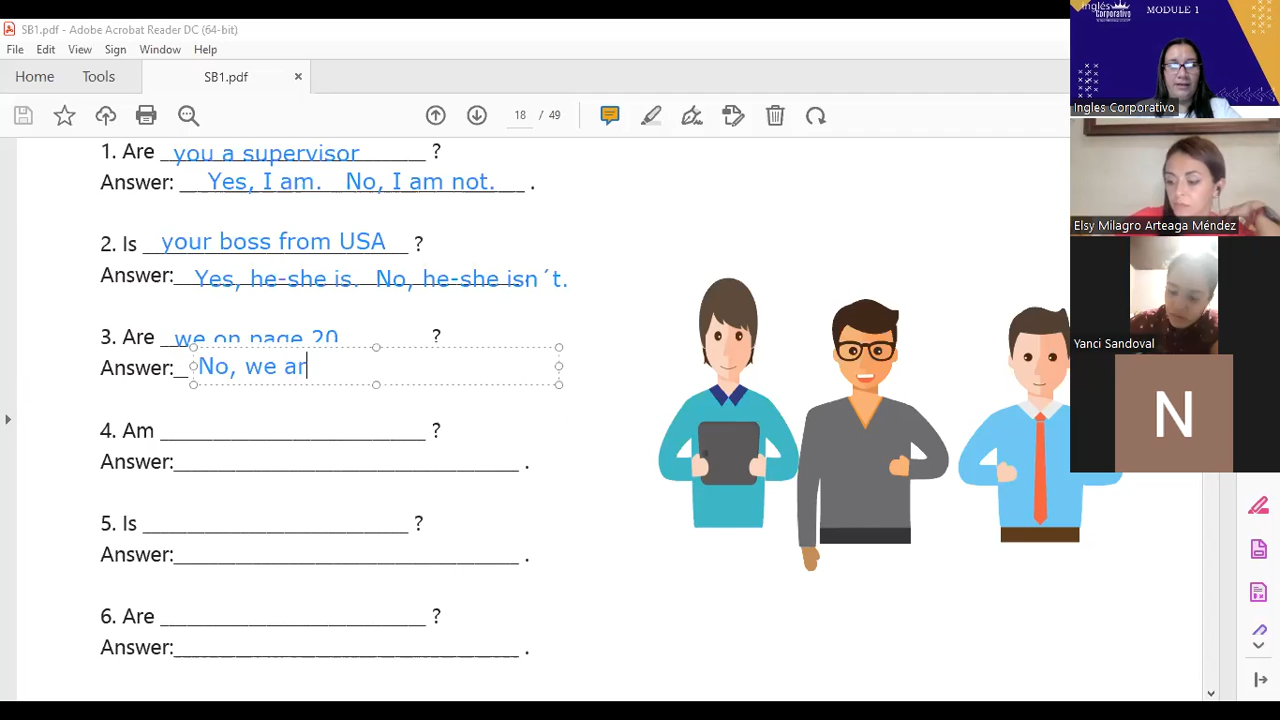 SB1.pdf - Adobe Acrobat Reader DC (64-bit)
File Edit View Sign Window Help
Home Tools SB1.pdf ×
18 / 49
1. Are you a supervisor ?
Answer: Yes, I am. No, I am not. .
2. Is your boss from USA ?
Answer: Yes, he-she is. No, he-she isn´t.
3. Are we on page 20 ?
Answer: No, we ar
4. Am ?
Answer: .
5. Is ?
Answer: .
6. Are ?
Answer: .
Inglés
Corporativo
MODULE 1
Ingles Corporativo
Elsy Milagro Arteaga Méndez
Yanci Sandoval
N